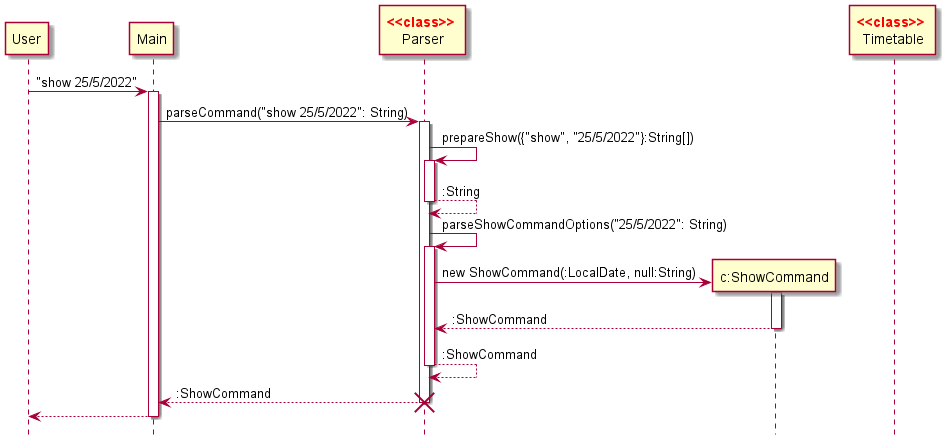 <<class>> <<class>>
User Main Parser Timetable
"show 25/5/2022"
parseCommand("show 25/5/2022": String)
prepareShow({"show", "25/5/2022"}:String[])
:String
parseShowCommandOptions("25/5/2022": String)
new ShowCommand(:LocalDate, null:String)
c:ShowCommand
:ShowCommand
:ShowCommand
:ShowCommand